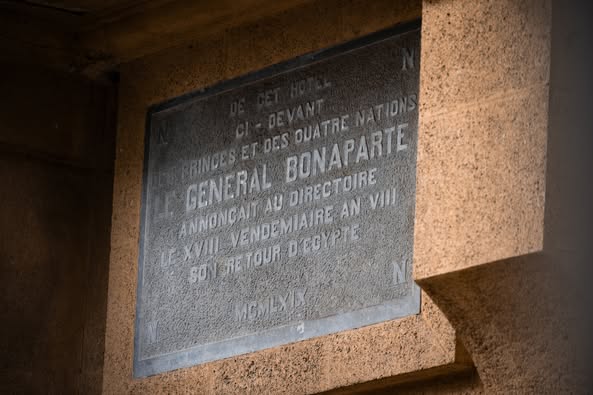 N N
DE CET HOTEL
CI-DEVANT
PRINCES ET DES QUATRE NATIONS
LE GENERAL BONAPARTE
ANNONCAIT AU DIRECTOIRE
LE XVIII VENDEMIAIRE AN VIII
SON RETOUR D'EGYPTE
MCMLXIX
N N